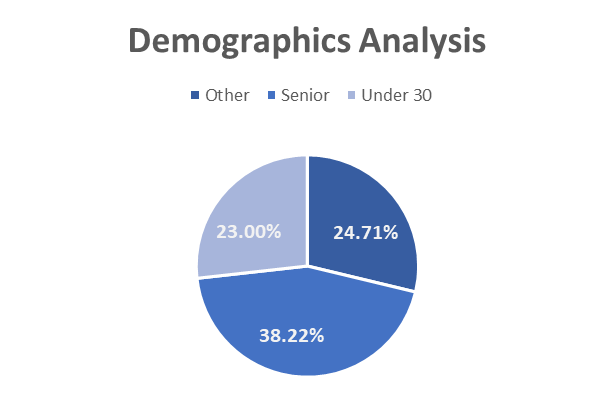 Demographics Analysis
Other Senior Under 30
23.00% 24.71%
38.22%